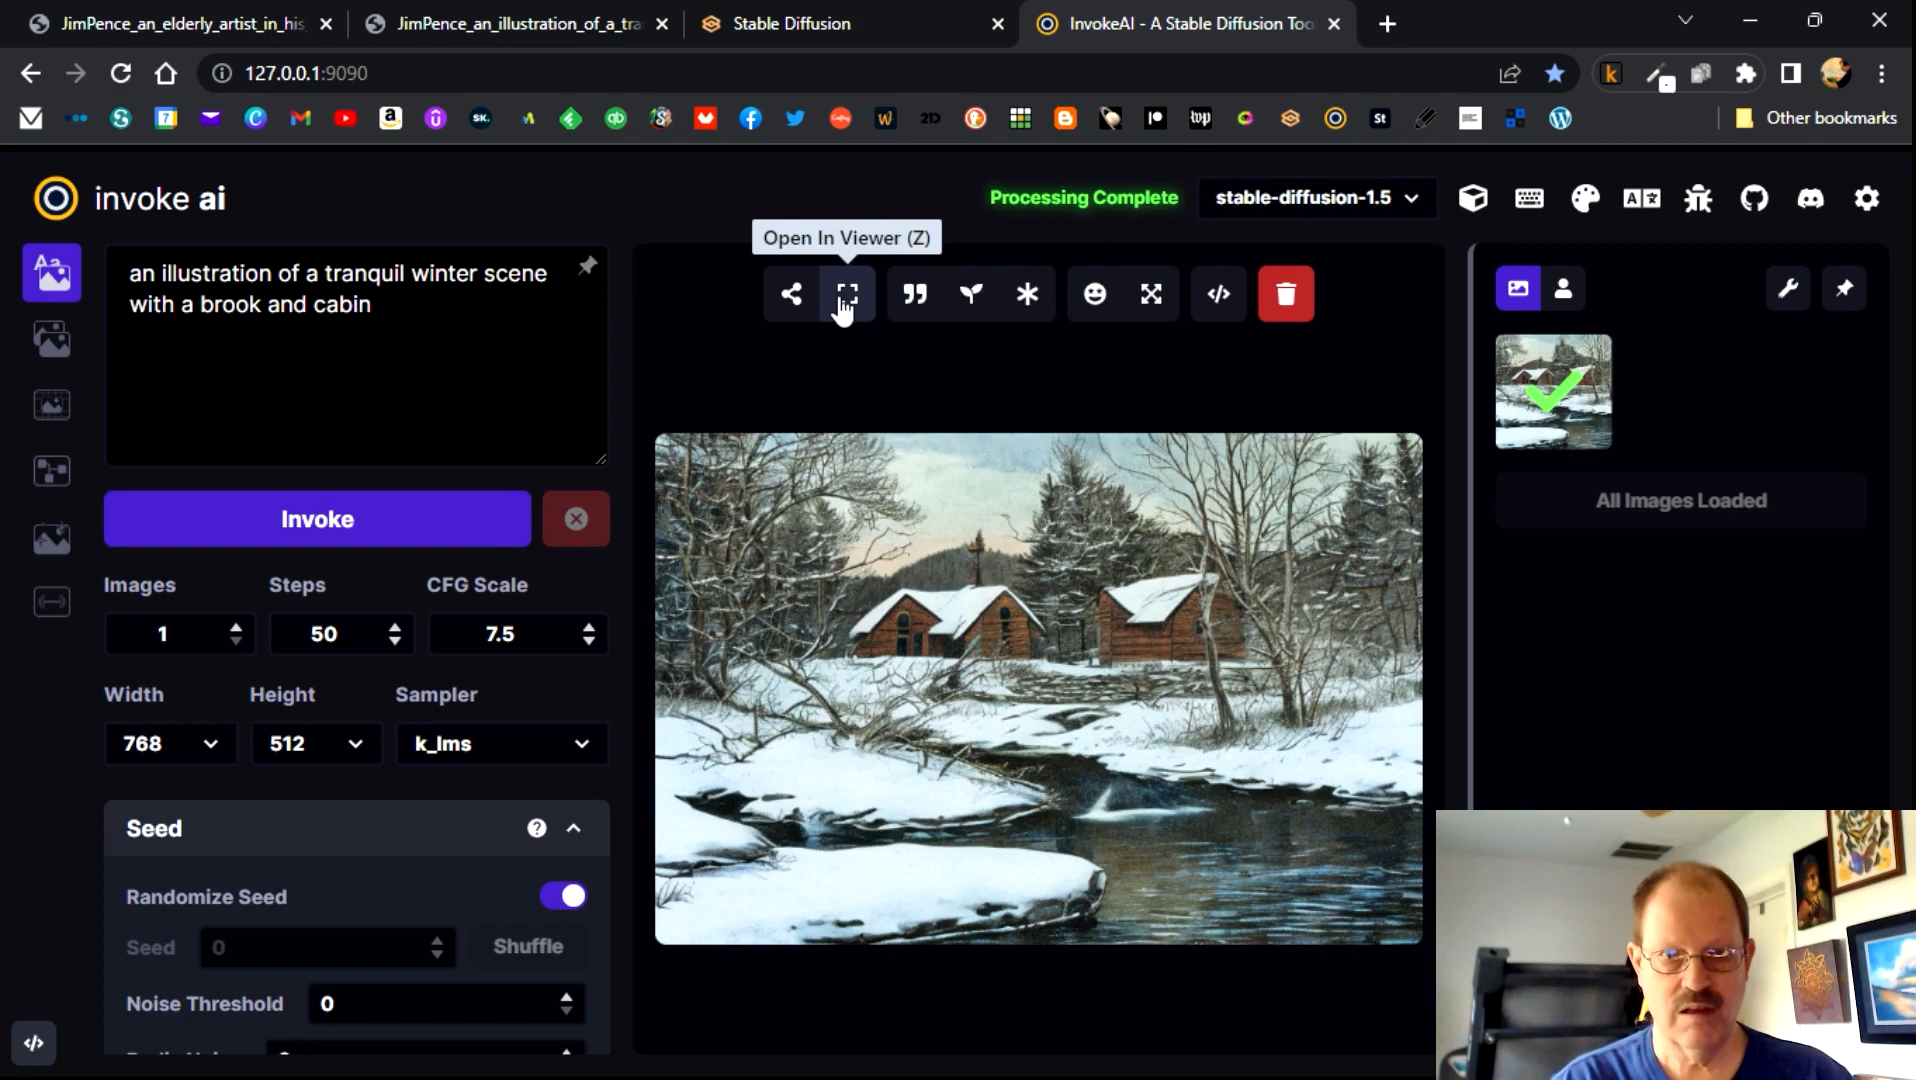 JimPence_an_elderly_artist_in_his
JimPence_an_illustration_of_a_tra
Stable Diffusion
InvokeAI - A Stable Diffusion Too
127.0.0.1:9090
Other bookmarks
invoke ai
Processing Complete
stable-diffusion-1.5
Open In Viewer (Z)
an illustration of a tranquil winter scene
with a brook and cabin
Invoke
Images
Steps
CFG Scale
1
50
7.5
Width
Height
Sampler
768
512
k_lms
Seed
Randomize Seed
Seed
0
Shuffle
Noise Threshold
0
All Images Loaded